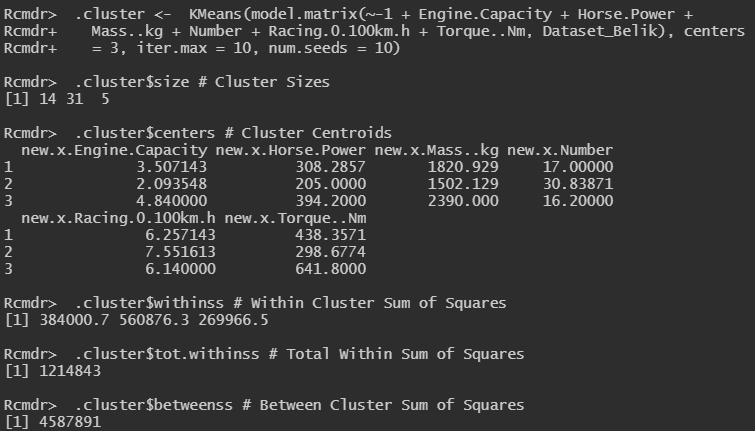 Rcmdr>  .cluster <-  KMeans(model.matrix(~-1 + Engine.Capacity + Horse.Power +
Rcmdr+    Mass..kg + Number + Racing.0.100km.h + Torque..Nm, Dataset_Belik), centers
Rcmdr+    = 3, iter.max = 10, num.seeds = 10)
Rcmdr>  .cluster$size # Cluster Sizes
[1] 14 31  5
Rcmdr>  .cluster$centers # Cluster Centroids
  new.x.Engine.Capacity new.x.Horse.Power new.x.Mass..kg new.x.Number
1              3.507143          308.2857       1820.929     17.00000
2              2.093548          205.0000       1502.129     30.83871
3              4.840000          394.2000       2390.000     16.20000
  new.x.Racing.0.100km.h new.x.Torque..Nm
1               6.257143         438.3571
2               7.551613         298.6774
3               6.140000         641.8000
Rcmdr>  .cluster$withinss # Within Cluster Sum of Squares
[1] 384000.7 560876.3 269966.5
Rcmdr>  .cluster$tot.withinss # Total Within Sum of Squares
[1] 1214843
Rcmdr>  .cluster$betweenss # Between Cluster Sum of Squares
[1] 4587891